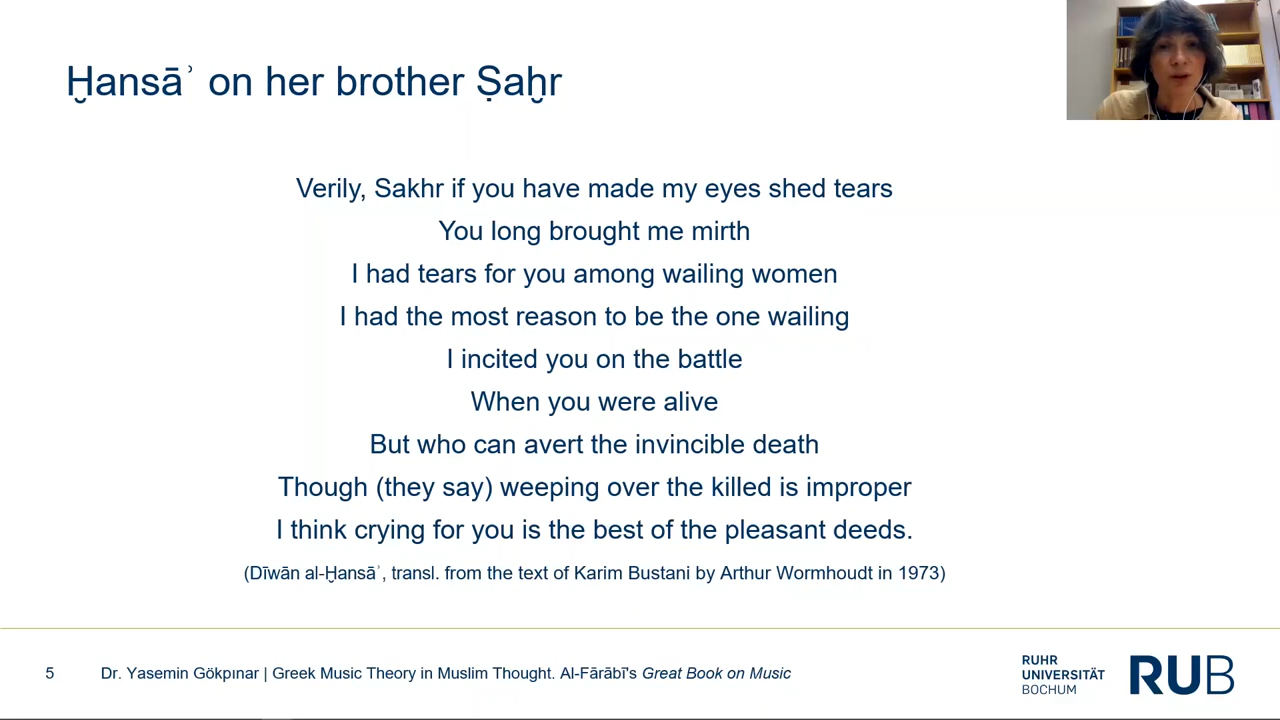 Ḫansāʾ on her brother Ṣaḫr
Verily, Sakhr if you have made my eyes shed tears
You long brought me mirth
I had tears for you among wailing women
I had the most reason to be the one wailing
I incited you on the battle
When you were alive
But who can avert the invincible death
Though (they say) weeping over the killed is improper
I think crying for you is the best of the pleasant deeds.
(Dīwān al-Ḫansāʾ, transl. from the text of Karim Bustani by Arthur Wormhoudt in 1973)
5
Dr. Yasemin Gökpınar | Greek Music Theory in Muslim Thought. Al-Fārābī's Great Book on Music
RUHR
UNIVERSITÄT
BOCHUM
RUB